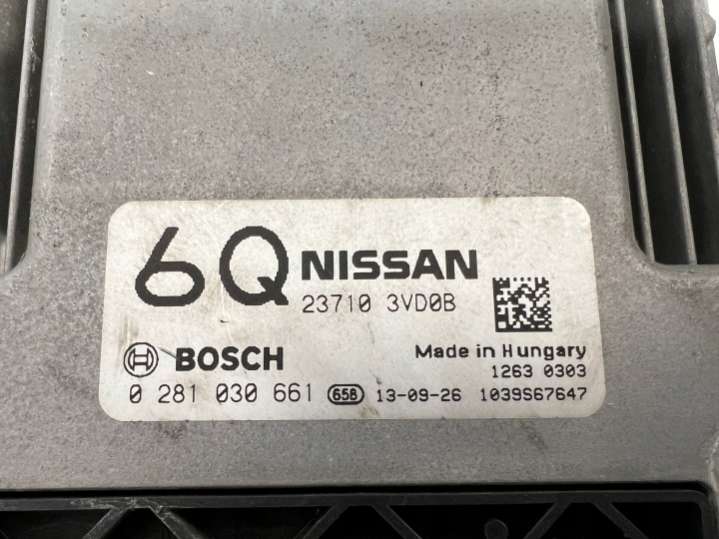 6Q NISSAN
23710 3VD0B
BOSCH
Made in Hungary
1263 0303
0 281 030 661 658 13-09-26 1039S67647